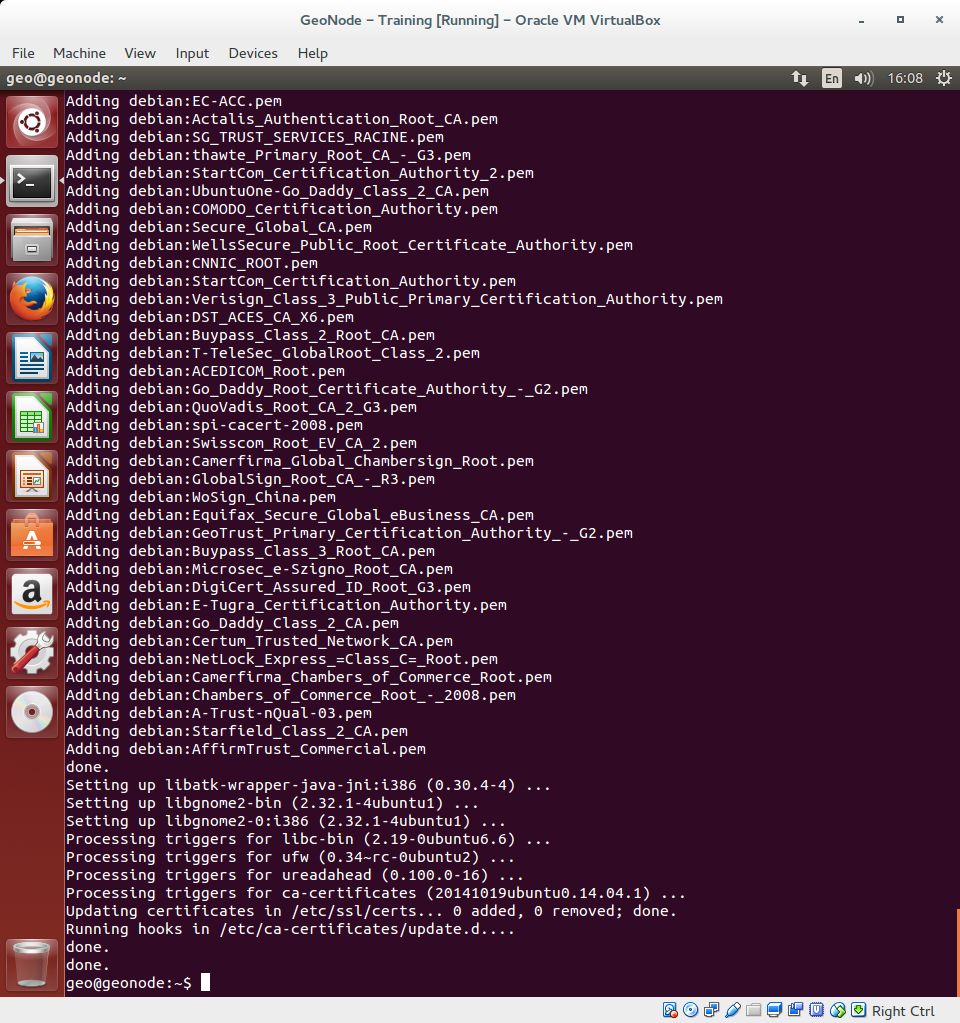 GeoNode – Training [Running] – Oracle VM VirtualBox
File Machine View Input Devices Help
geo@geonode: ~ En 16:08
Adding debian:EC-ACC.pem
Adding debian:Actalis_Authentication_Root_CA.pem
Adding debian:SG_TRUST_SERVICES_RACINE.pem
Adding debian:thawte_Primary_Root_CA_-_G3.pem
Adding debian:StartCom_Certification_Authority_2.pem
Adding debian:UbuntuOne-Go_Daddy_Class_2_CA.pem
Adding debian:COMODO_Certification_Authority.pem
Adding debian:Secure_Global_CA.pem
Adding debian:WellsSecure_Public_Root_Certificate_Authority.pem
Adding debian:CNNIC_ROOT.pem
Adding debian:StartCom_Certification_Authority.pem
Adding debian:Verisign_Class_3_Public_Primary_Certification_Authority.pem
Adding debian:DST_ACES_CA_X6.pem
Adding debian:Buypass_Class_2_Root_CA.pem
Adding debian:T-TeleSec_GlobalRoot_Class_2.pem
Adding debian:ACEDICOM_Root.pem
Adding debian:Go_Daddy_Root_Certificate_Authority_-_G2.pem
Adding debian:QuoVadis_Root_CA_2_G3.pem
Adding debian:spi-cacert-2008.pem
Adding debian:Swisscom_Root_EV_CA_2.pem
Adding debian:Camerfirma_Global_Chambersign_Root.pem
Adding debian:GlobalSign_Root_CA_-_R3.pem
Adding debian:WoSign_China.pem
Adding debian:Equifax_Secure_Global_eBusiness_CA.pem
Adding debian:GeoTrust_Primary_Certification_Authority_-_G2.pem
Adding debian:Buypass_Class_3_Root_CA.pem
Adding debian:Microsec_e-Szigno_Root_CA.pem
Adding debian:DigiCert_Assured_ID_Root_G3.pem
Adding debian:E-Tugra_Certification_Authority.pem
Adding debian:Go_Daddy_Class_2_CA.pem
Adding debian:Certum_Trusted_Network_CA.pem
Adding debian:NetLock_Express_=Class_C=_Root.pem
Adding debian:Camerfirma_Chambers_of_Commerce_Root.pem
Adding debian:Chambers_of_Commerce_Root_-_2008.pem
Adding debian:A-Trust-nQual-03.pem
Adding debian:Starfield_Class_2_CA.pem
Adding debian:AffirmTrust_Commercial.pem
done.
Setting up libatk-wrapper-java-jni:i386 (0.30.4-4) ...
Setting up libgnome2-bin (2.32.1-4ubuntu1) ...
Setting up libgnome2-0:i386 (2.32.1-4ubuntu1) ...
Processing triggers for libc-bin (2.19-0ubuntu6.6) ...
Processing triggers for ufw (0.34~rc-0ubuntu2) ...
Processing triggers for ureadahead (0.100.0-16) ...
Processing triggers for ca-certificates (20141019ubuntu0.14.04.1) ...
Updating certificates in /etc/ssl/certs... 0 added, 0 removed; done.
Running hooks in /etc/ca-certificates/update.d....
done.
done.
geo@geonode:~$
Right Ctrl